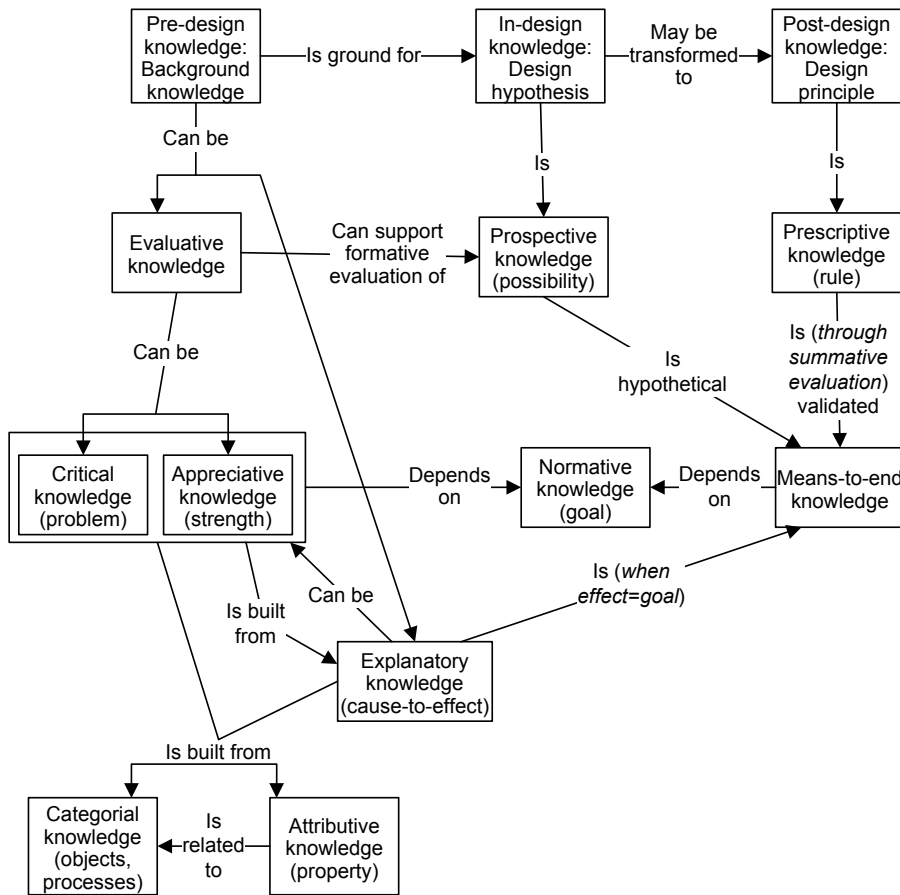 Pre-design
knowledge:
Background
knowledge
Is ground for
In-design
knowledge:
Design
hypothesis
May be
transformed
to
Post-design
knowledge:
Design
principle
Can be
Is
Is
Evaluative
knowledge
Can support
formative
evaluation of
Prospective
knowledge
(possibility)
Prescriptive
knowledge
(rule)
Can be
Is
hypothetical
Is (through
summative
evaluation)
validated
Critical
knowledge
(problem)
Appreciative
knowledge
(strength)
Depends
on
Normative
knowledge
(goal)
Depends
on
Means-to-end
knowledge
Is built
from
Can be
Is (when
effect=goal)
Explanatory
knowledge
(cause-to-effect)
Is built from
Categorial
knowledge
(objects,
processes)
Is
related
to
Attributive
knowledge
(property)